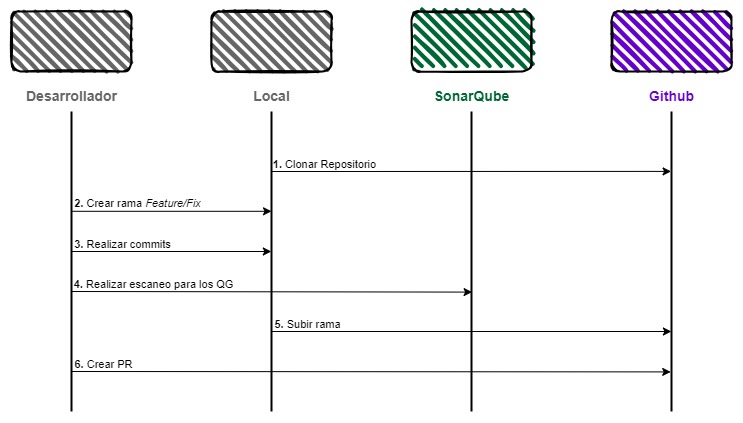 Desarrollador
Local
SonarQube
Github
1. Clonar Repositorio
2. Crear rama Feature/Fix
3. Realizar commits
4. Realizar escaneo para los QG
5. Subir rama
6. Crear PR